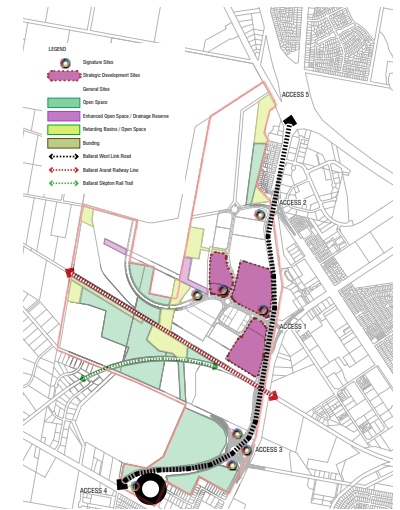 LEGEND
Signature Sites
Strategic Development Sites
General Sites
Open Space
Enhanced Open Space / Drainage Reserve
Retarding Basins / Open Space
Bunding
Ballarat West Link Road
Ballarat Ararat Railway Line
Ballarat Skipton Rail Trail
ACCESS 5
ACCESS 2
ACCESS 1
ACCESS 3
ACCESS 4